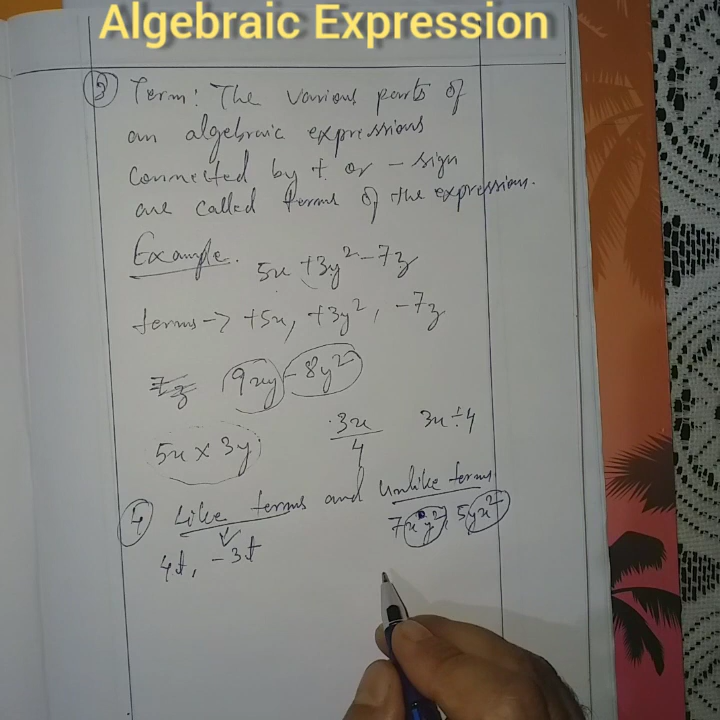 Algebraic Expression
③ Term: The various parts of
an algebraic expressions
connected by + or - sign
are called terms of the expression.
Example.
5x + 3y² - 7z
terms -> +5x, +3y², -7z
9xy - 8y²
5x × 3y
3x/4
3x ÷ 4
④ Like terms and unlike terms
4t, -3t
7x y², 5yx²